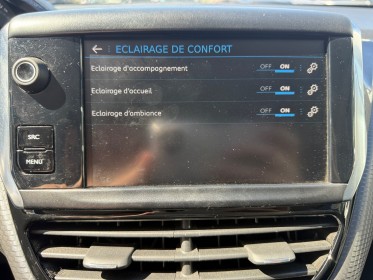 ECLAIRAGE DE CONFORT
Eclairage d'accompagnement OFF ON
Eclairage d'accueil OFF ON
Eclairage d'ambiance OFF ON
SRC
MENU